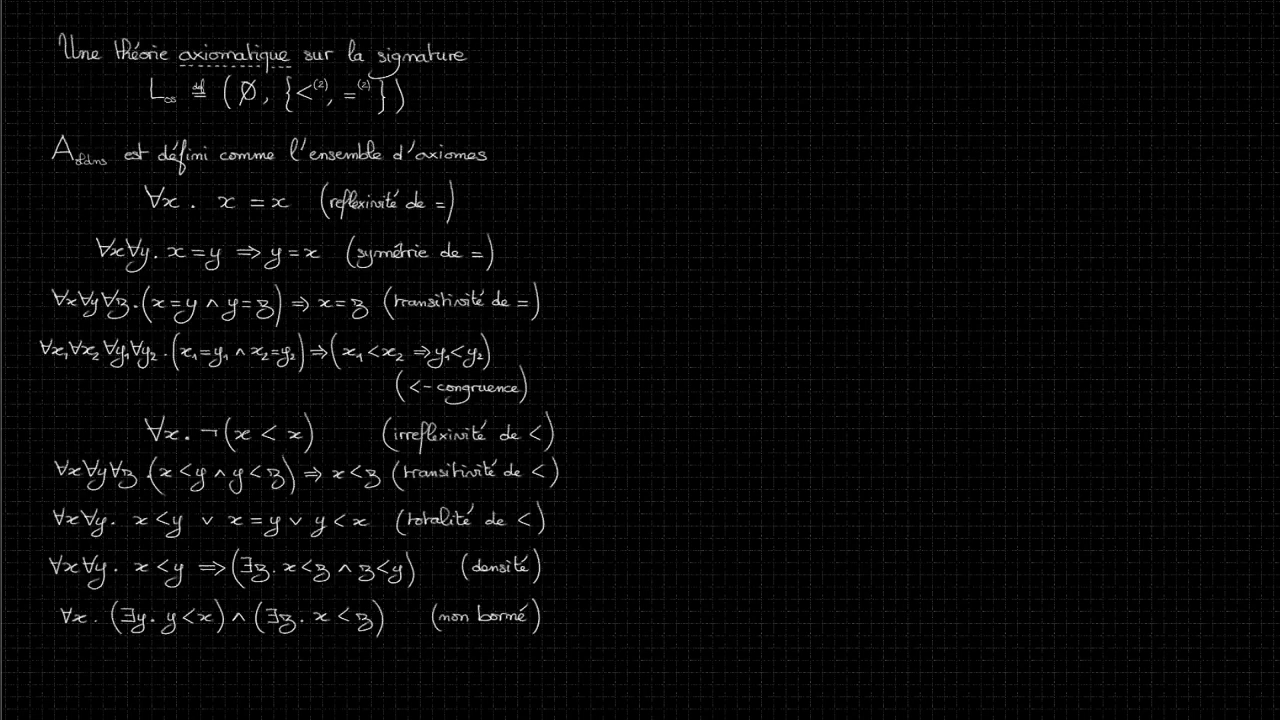 Une théorie axiomatique sur la signature
L_os ≝ (∅, {<⁽²⁾, =⁽²⁾})
A_oldns est défini comme l'ensemble d'axiomes
∀x . x = x (reflexivité de =)
∀x∀y. x = y ⇒ y = x (symétrie de =)
∀x∀y∀z.(x = y ∧ y = z) ⇒ x = z (transitivité de =)
∀x₁∀x₂∀y₁∀y₂.(x₁=y₁ ∧ x₂=y₂) ⇒ (x₁<x₂ ⇒ y₁<y₂)
(<-congruence)
∀x. ¬(x < x) (irreflexivité de <)
∀x∀y∀z.(x < y ∧ y < z) ⇒ x < z (transitivité de <)
∀x∀y. x < y ∨ x = y ∨ y < x (totalité de <)
∀x∀y. x < y ⇒ (∃z. x < z ∧ z < y) (densité)
∀x. (∃y. y < x) ∧ (∃z. x < z) (non borné)